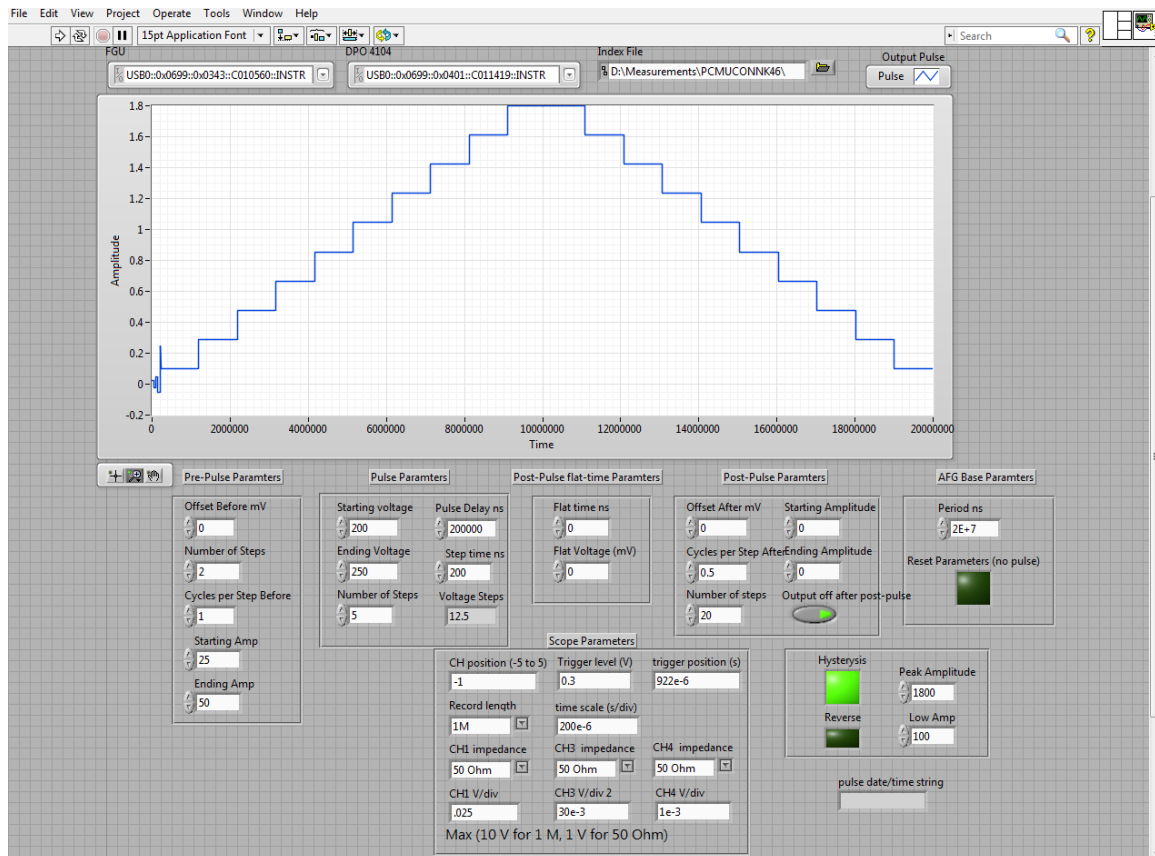 File Edit View Project Operate Tools Window Help
15pt Application Font
Search
FGU
DPO 4104
Index File
Output Pulse
USB0::0x0699::0x0343::C010560::INSTR
USB0::0x0699::0x0401::C011419::INSTR
D:\Measurements\PCMUCONNK46\
Pulse
1.8
1.6
1.4
1.2
1
0.8
0.6
0.4
0.2
0
-0.2
Amplitude
0 2000000 4000000 6000000 8000000 10000000 12000000 14000000 16000000 18000000 20000000
Time
Pre-Pulse Paramters
Offset Before mV
0
Number of Steps
2
Cycles per Step Before
1
Starting Amp
25
Ending Amp
50
Pulse Paramters
Starting voltage
200
Ending Voltage
250
Number of Steps
5
Pulse Delay ns
200000
Step time ns
200
Voltage Steps
12.5
Post-Pulse flat-time Paramters
Flat time ns
0
Flat Voltage (mV)
0
Post-Pulse Paramters
Offset After mV
0
Cycles per Step After
0.5
Number of steps
20
Starting Amplitude
0
Ending Amplitude
0
Output off after post-pulse
AFG Base Paramters
Period ns
2E+7
Reset Parameters (no pulse)
Scope Parameters
CH position (-5 to 5) Trigger level (V) trigger position (s)
-1 0.3 922e-6
Record length time scale (s/div)
1M 200e-6
CH1 impedance CH3 impedance CH4 impedance
50 Ohm 50 Ohm 50 Ohm
CH1 V/div CH3 V/div 2 CH4 V/div
.025 30e-3 1e-3
Max (10 V for 1 M, 1 V for 50 Ohm)
Hysterysis
Reverse
Peak Amplitude
1800
Low Amp
100
pulse date/time string